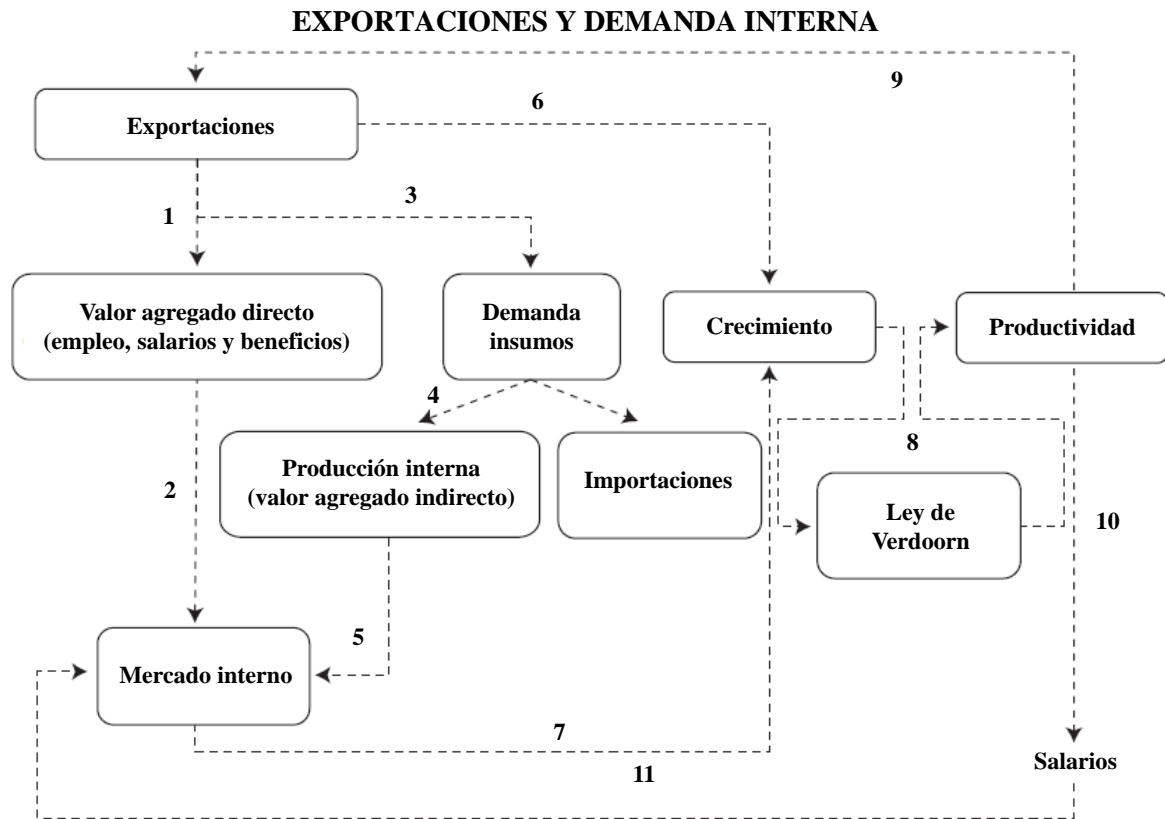 EXPORTACIONES Y DEMANDA INTERNA
9
6
Exportaciones
1
3
Valor agregado directo
(empleo, salarios y beneficios)
Demanda
insumos
Crecimiento
Productividad
4
8
2
Producción interna
(valor agregado indirecto)
Importaciones
Ley de
Verdoorn
10
5
Mercado interno
7
11
Salarios